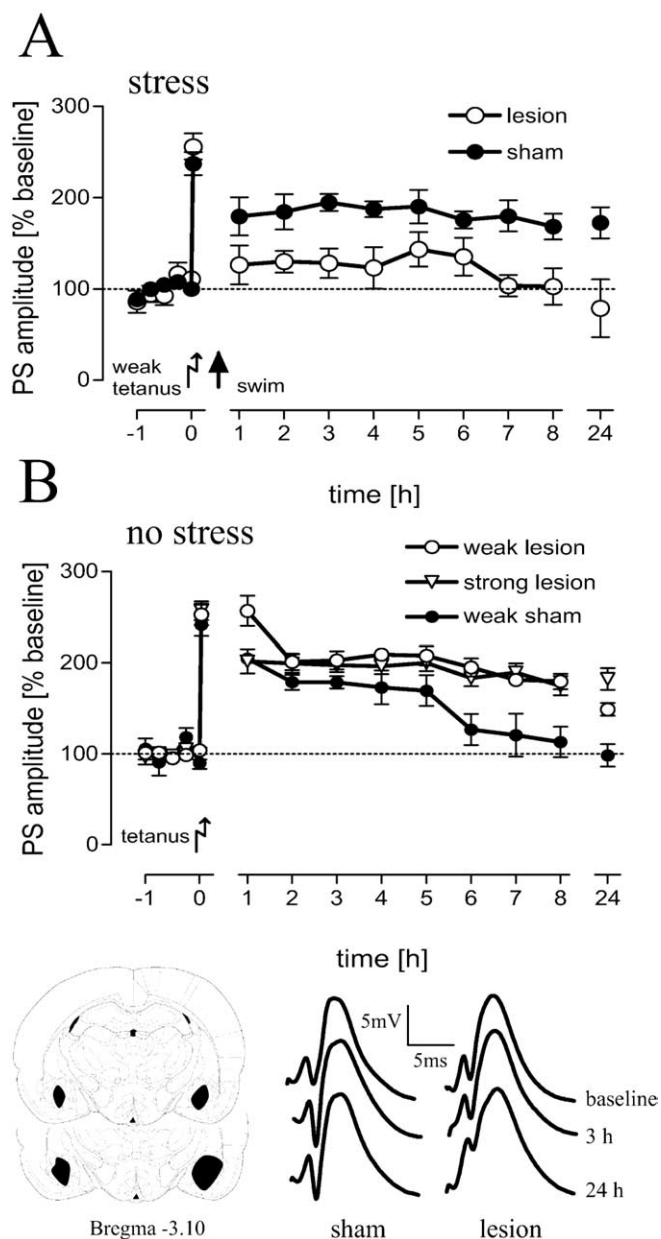 A
stress
lesion
sham
PS amplitude [% baseline]
300
200
100
0
weak
tetanus
swim
-1 0 1 2 3 4 5 6 7 8 24
time [h]
B
no stress
weak lesion
strong lesion
weak sham
PS amplitude [% baseline]
300
200
100
0
tetanus
-1 0 1 2 3 4 5 6 7 8 24
time [h]
5mV
5ms
baseline
3 h
24 h
Bregma -3.10
sham
lesion